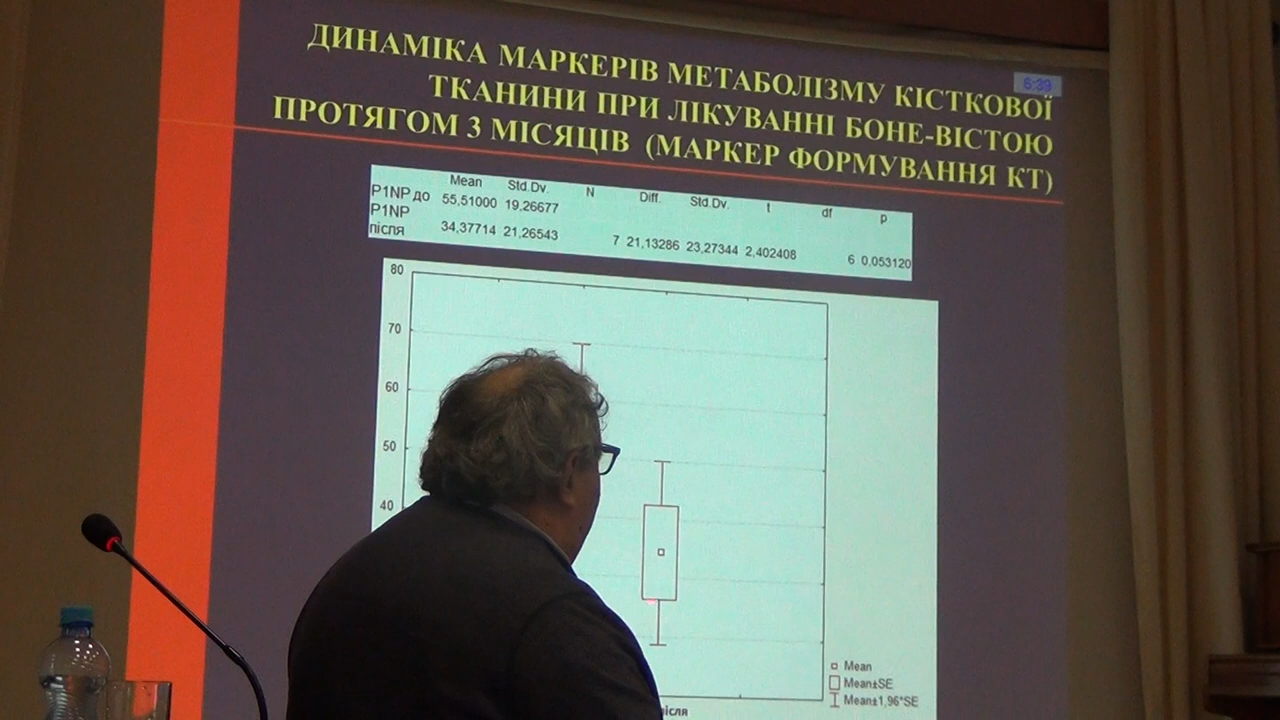 6:39
ДИНАМІКА МАРКЕРІВ МЕТАБОЛІЗМУ КІСТКОВОЇ
ТКАНИНИ ПРИ ЛІКУВАННІ БОНЕ-ВІСТОЮ
ПРОТЯГОМ 3 МІСЯЦІВ (МАРКЕР ФОРМУВАННЯ КТ)
Mean Std.Dv. N Diff. Std.Dv. t df p
P1NP до 55,51000 19,26677
P1NP
після 34,37714 21,26543 7 21,13286 23,27344 2,402408 6 0,053120
80
70
60
50
40
Mean
Mean±SE
Mean±1,96*SE